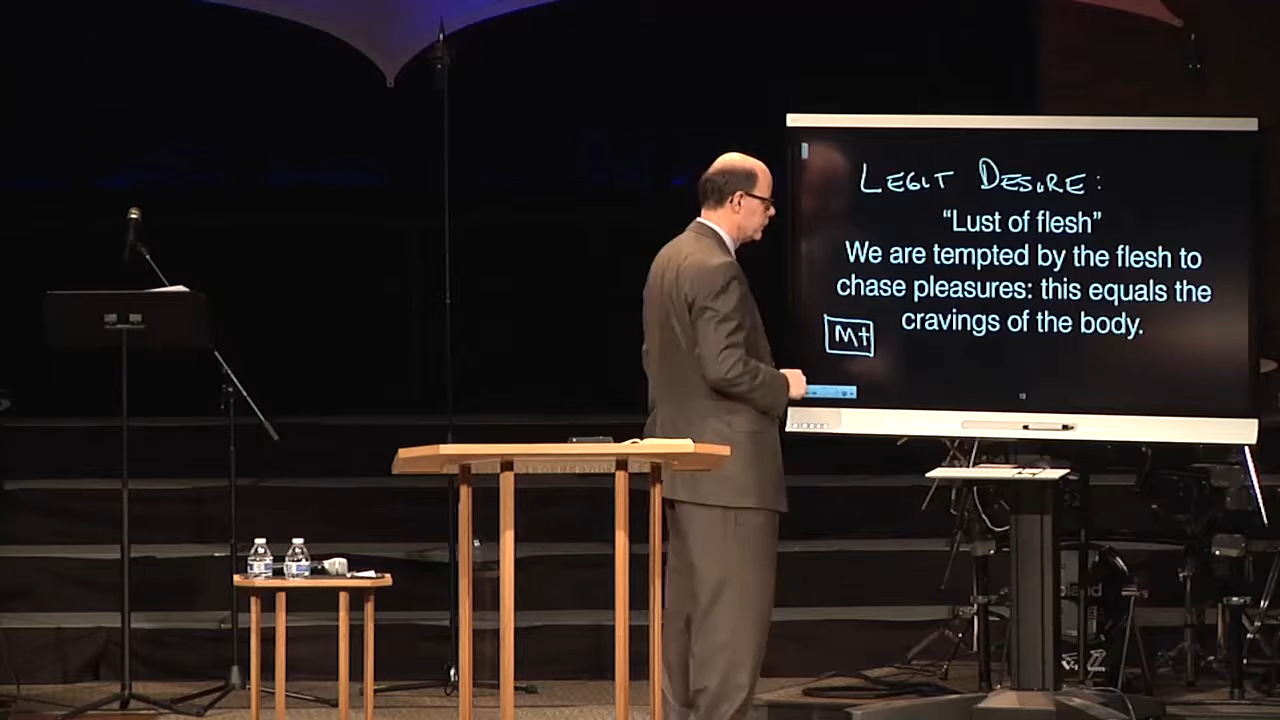 LEGIT DESIRE:
“Lust of flesh”
We are tempted by the flesh to
chase pleasures: this equals the
cravings of the body.
Mt
13